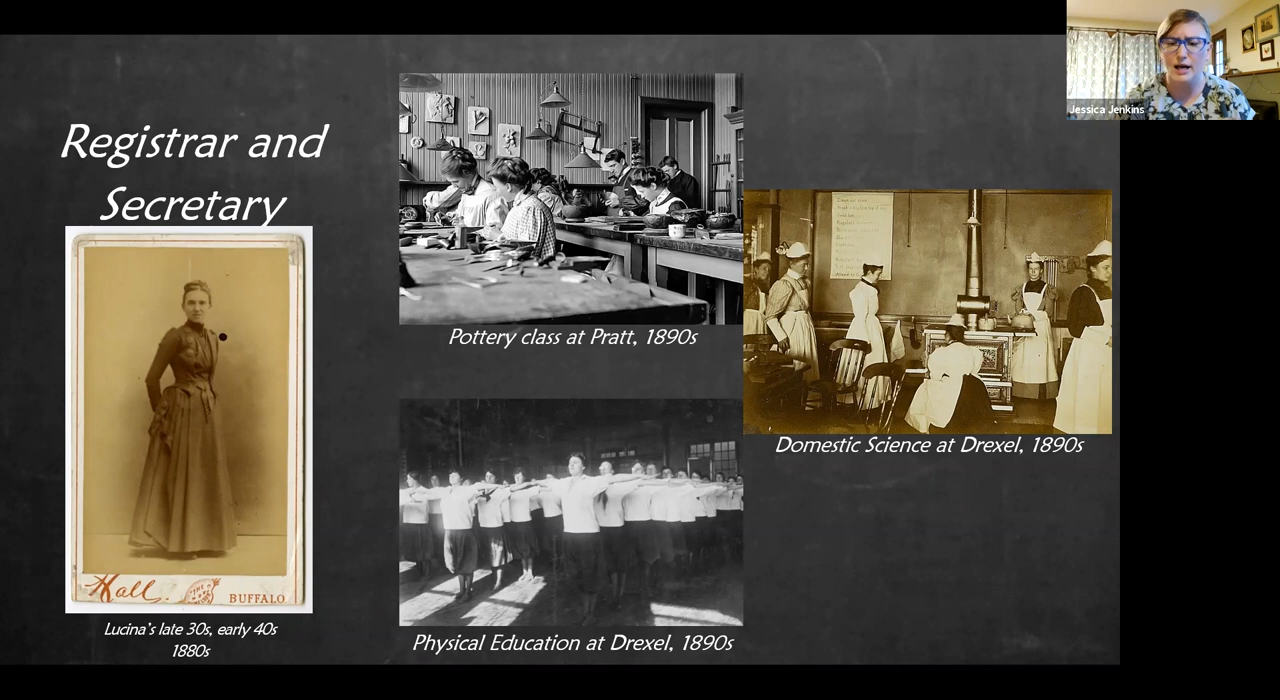 Registrar and
Secretary
Hall.
BUFFALO
Lucina's late 30s, early 40s
1880s
Pottery class at Pratt, 1890s
Physical Education at Drexel, 1890s
Domestic Science at Drexel, 1890s
Jessica Jenkins